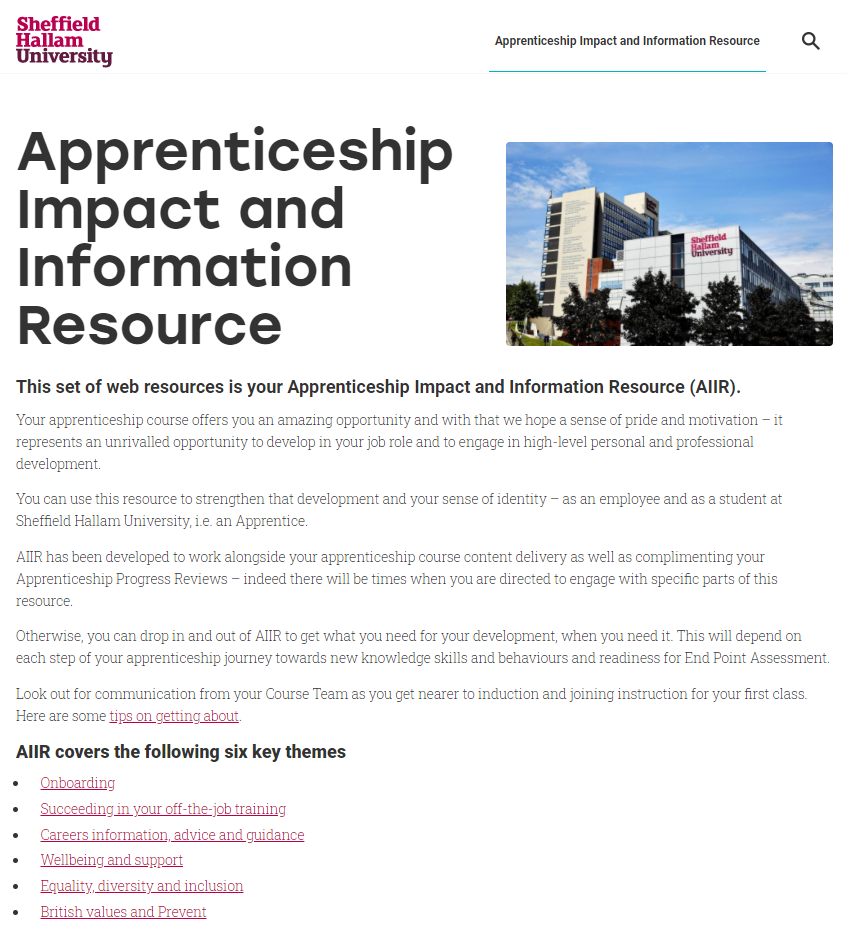 Sheffield
Hallam
University
Apprenticeship Impact and Information Resource
Apprenticeship
Impact and
Information
Resource
Sheffield
Hallam
University
This set of web resources is your Apprenticeship Impact and Information Resource (AIIR).
Your apprenticeship course offers you an amazing opportunity and with that we hope a sense of pride and motivation – it
represents an unrivalled opportunity to develop in your job role and to engage in high-level personal and professional
development.
You can use this resource to strengthen that development and your sense of identity – as an employee and as a student at
Sheffield Hallam University, i.e. an Apprentice.
AIIR has been developed to work alongside your apprenticeship course content delivery as well as complimenting your
Apprenticeship Progress Reviews – indeed there will be times when you are directed to engage with specific parts of this
resource.
Otherwise, you can drop in and out of AIIR to get what you need for your development, when you need it. This will depend on
each step of your apprenticeship journey towards new knowledge skills and behaviours and readiness for End Point Assessment.
Look out for communication from your Course Team as you get nearer to induction and joining instruction for your first class.
Here are some tips on getting about.
AIIR covers the following six key themes
Onboarding
Succeeding in your off-the-job training
Careers information, advice and guidance
Wellbeing and support
Equality, diversity and inclusion
British values and Prevent